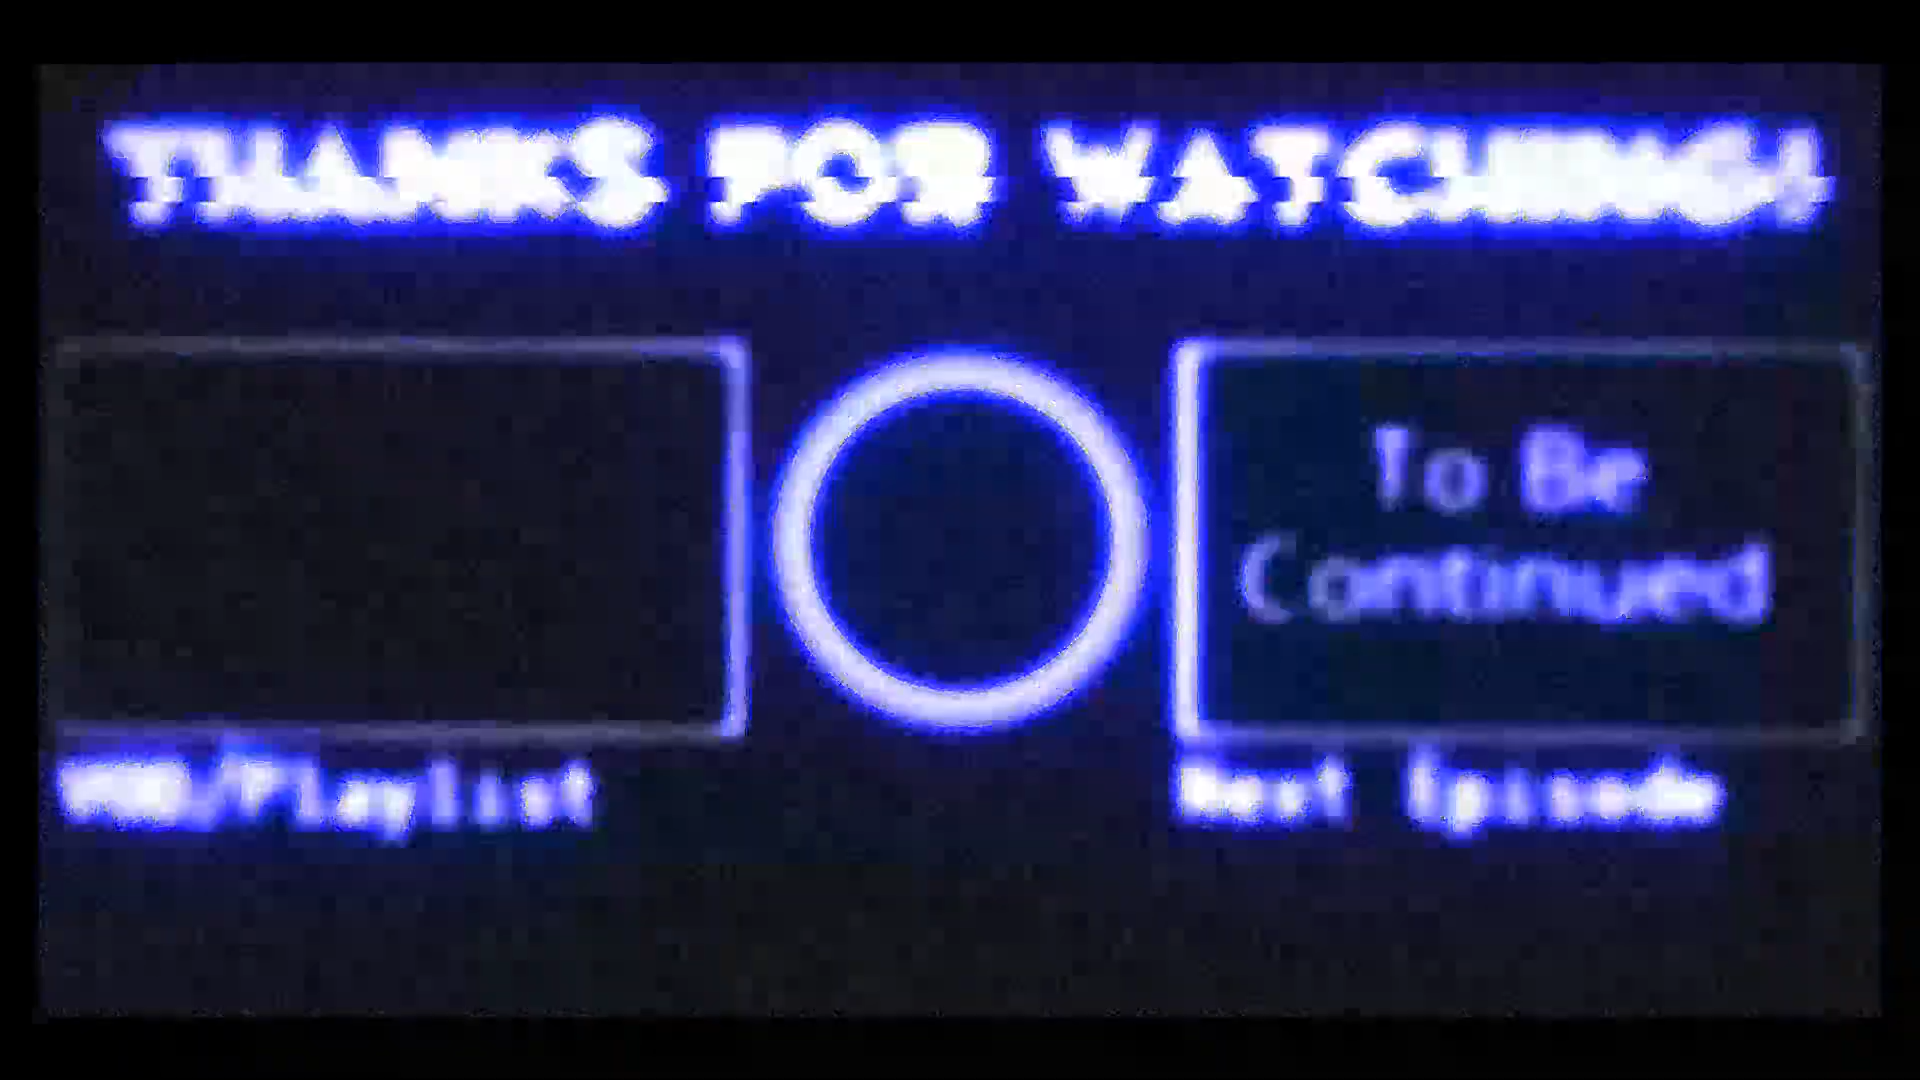 THANKS FOR WATCHING!
To Be
Continued
/Playlist
Next Episode